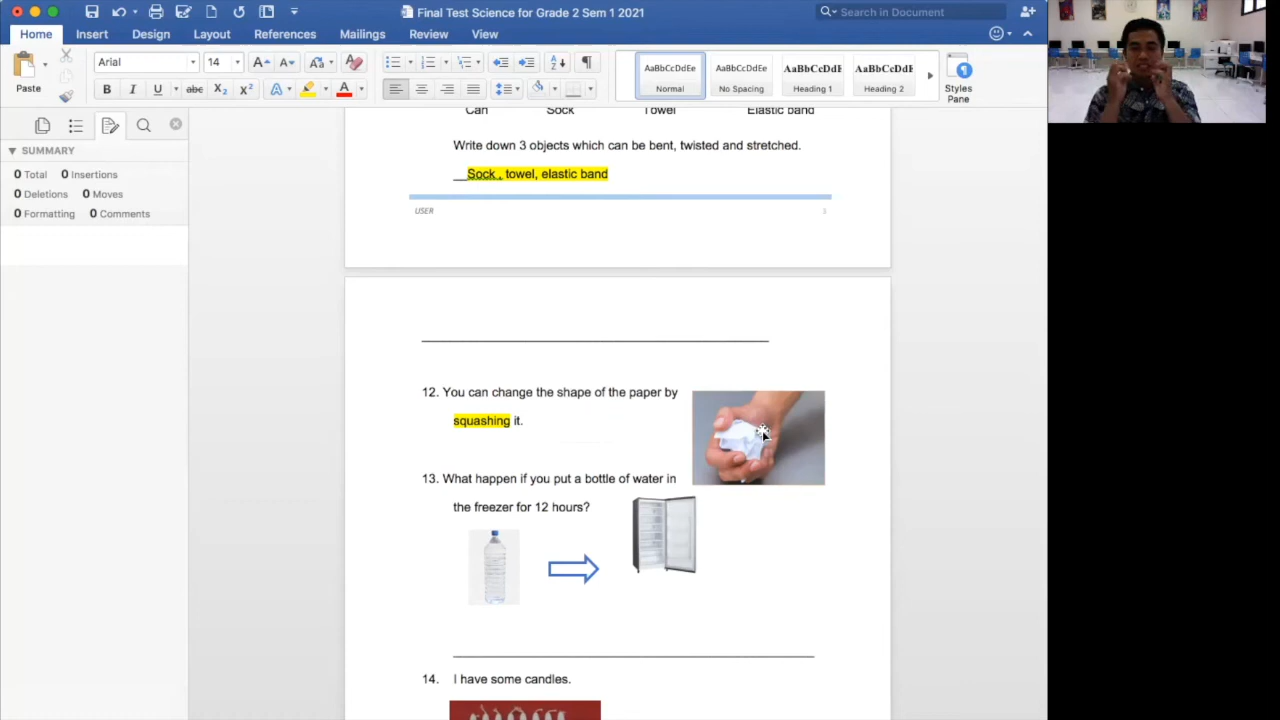 Final Test Science for Grade 2 Sem 1 2021
Search in Document
Home Insert Design Layout References Mailings Review View
Paste
Arial 14
AaBbCcDdEe AaBbCcDdEe AaBbCcDd AaBbCcDdEe
Normal No Spacing Heading 1 Heading 2
Styles Pane
SUMMARY
0 Total 0 Insertions
0 Deletions 0 Moves
0 Formatting 0 Comments
Can Sock Towel Elastic band
Write down 3 objects which can be bent, twisted and stretched.
__Sock , towel, elastic band
USER
12. You can change the shape of the paper by
squashing it.
13. What happen if you put a bottle of water in
the freezer for 12 hours?
14. I have some candles.